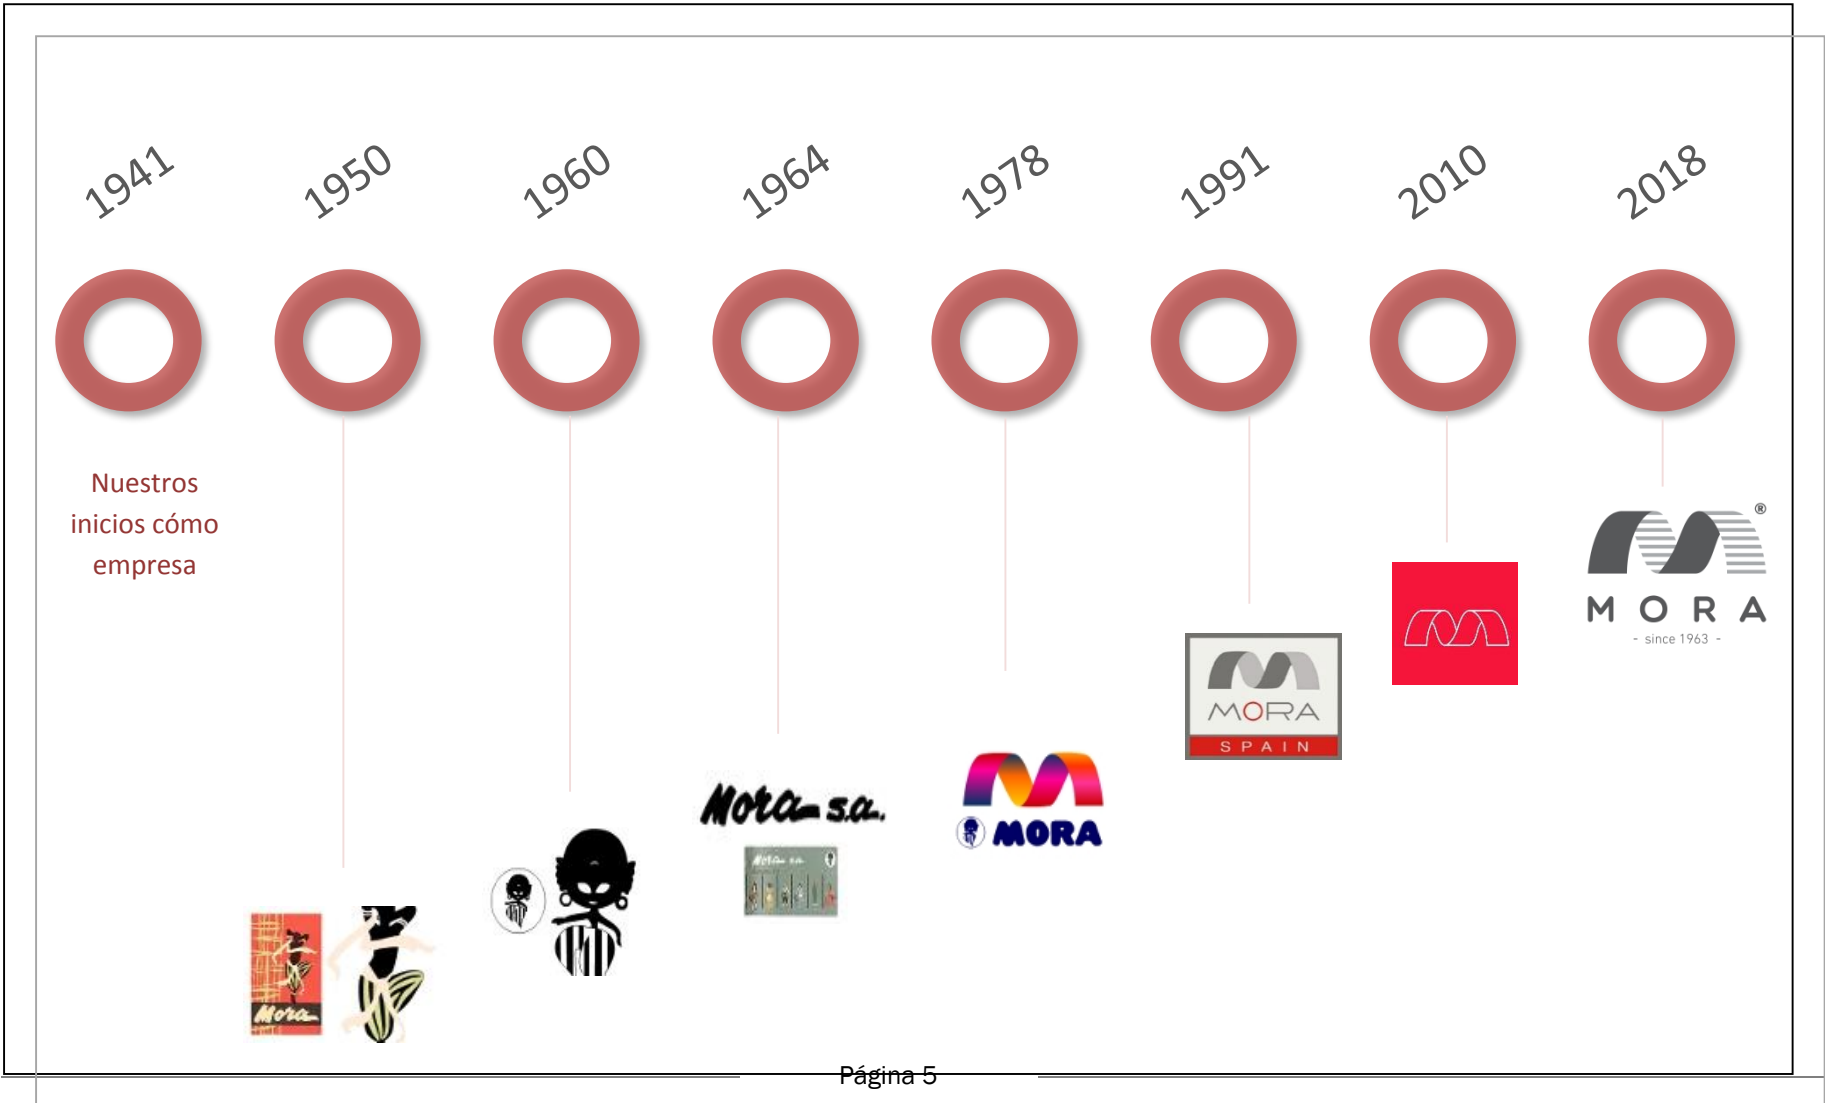 1941
1950
1960
1964
1978
1991
2010
2018
Nuestros
inicios cómo
empresa
Mora
Mora s.a.
Mora s.a.
MORA
MORA
SPAIN
®
MORA
- since 1963 -
Página 5